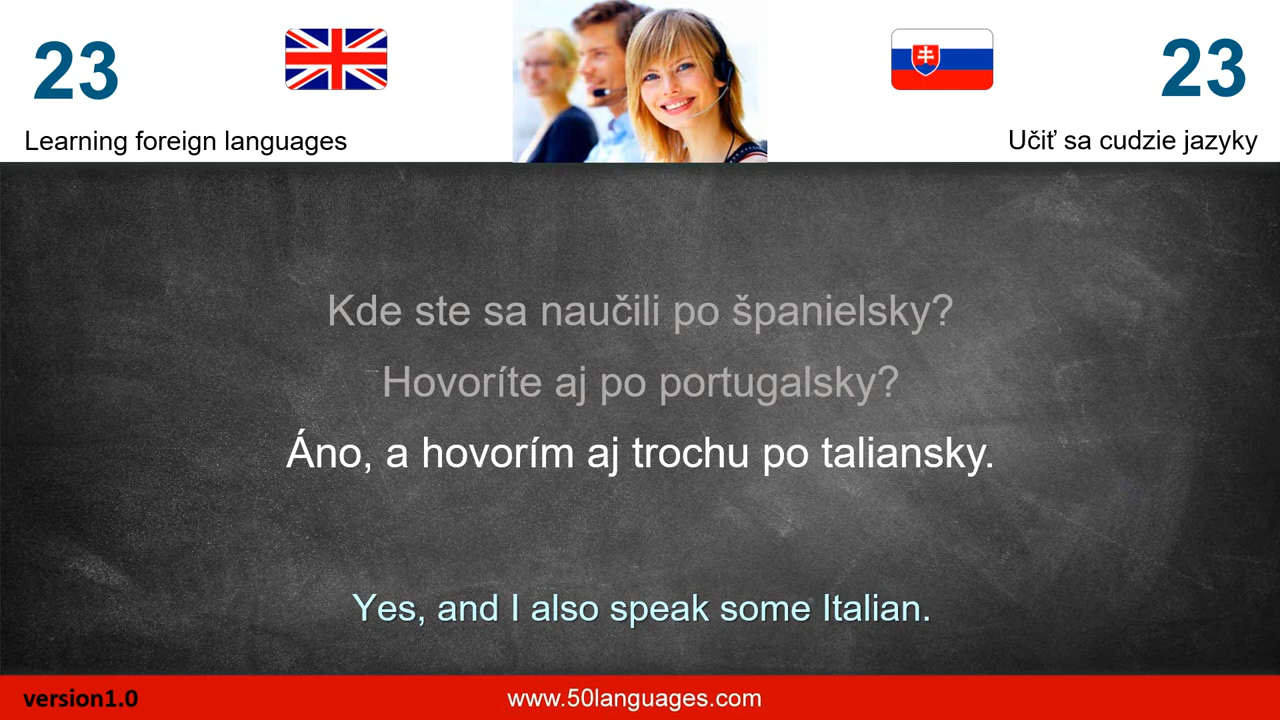 23
23
Learning foreign languages
Učiť sa cudzie jazyky
Kde ste sa naučili po španielsky?
Hovoríte aj po portugalsky?
Áno, a hovorím aj trochu po taliansky.
Yes, and I also speak some Italian.
version1.0
www.50languages.com